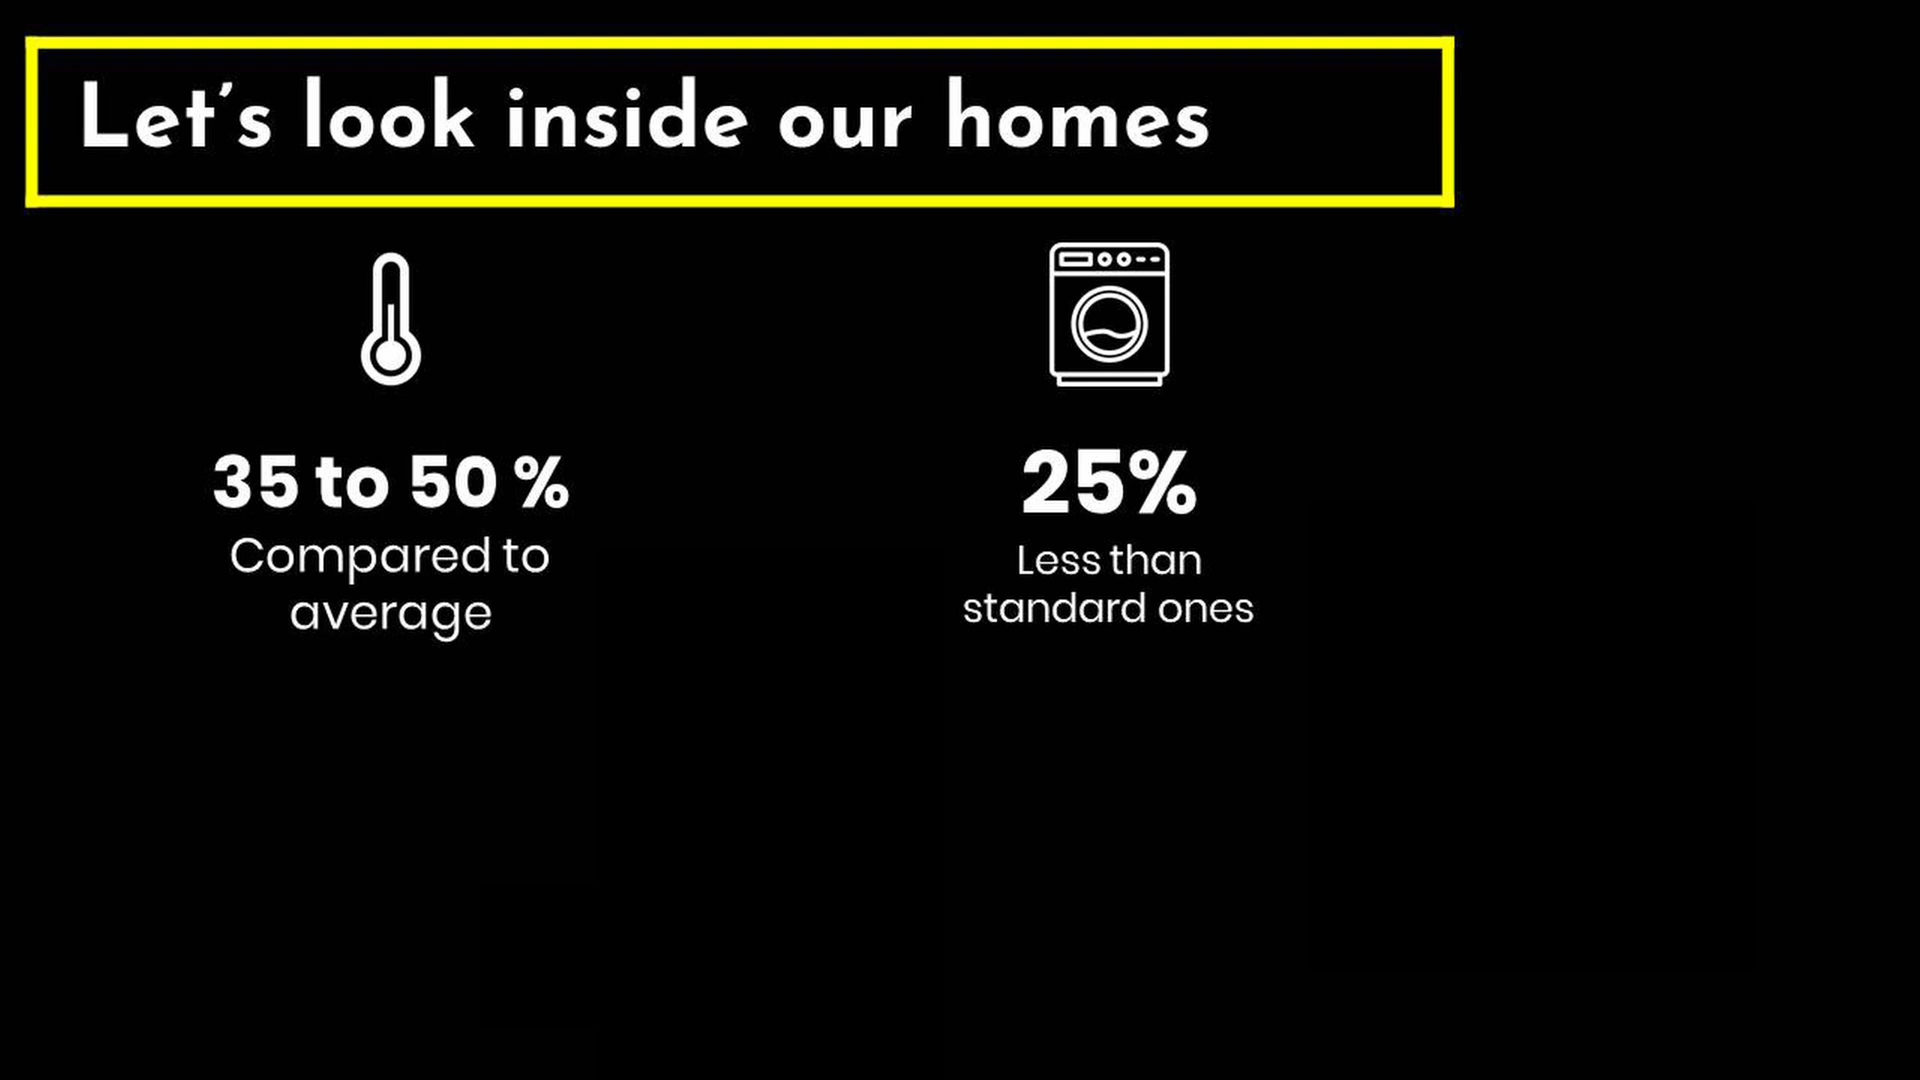 Let’s look inside our homes
35 to 50 %
Compared to
average
25%
Less than
standard ones